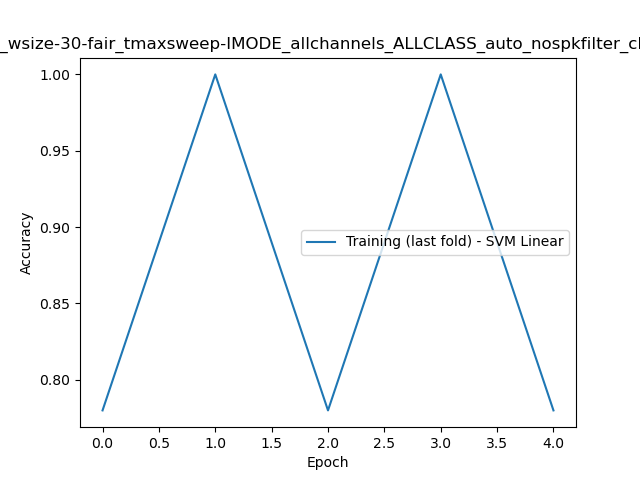 _wsize-30-fair_tmaxsweep-IMODE_allchannels_ALLCLASS_auto_nospkfilter_cl
1.00
0.95
0.90
0.85
0.80
Accuracy
Training (last fold) - SVM Linear
0.0 0.5 1.0 1.5 2.0 2.5 3.0 3.5 4.0
Epoch